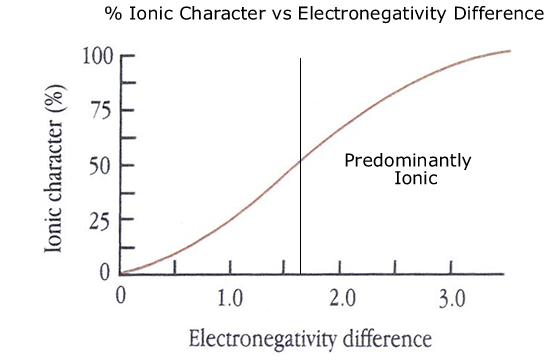 % Ionic Character vs Electronegativity Difference
100
75
50
25
0
Ionic character (%)
Predominantly
Ionic
0
1.0
2.0
3.0
Electronegativity difference